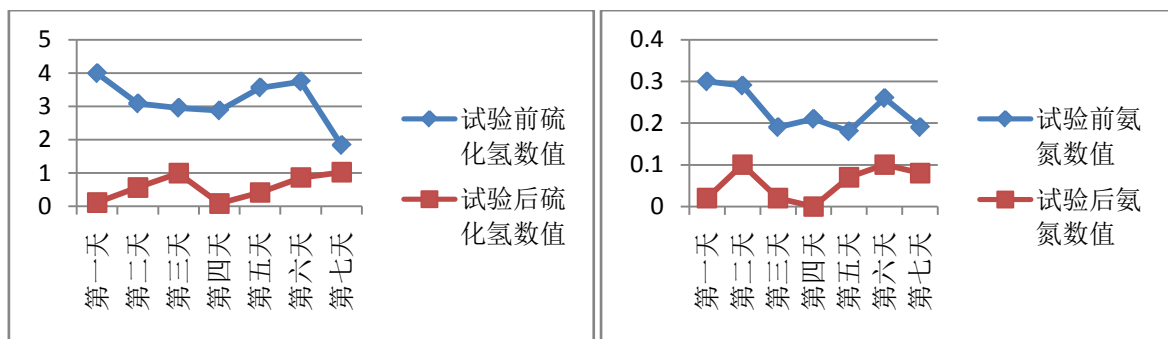 5
4
3
2
1
0
第一天
第二天
第三天
第四天
第五天
第六天
第七天
试验前硫
化氢数值
试验后硫
化氢数值
0.4
0.3
0.2
0.1
0
第一天
第二天
第三天
第四天
第五天
第六天
第七天
试验前氨
氮数值
试验后氨
氮数值